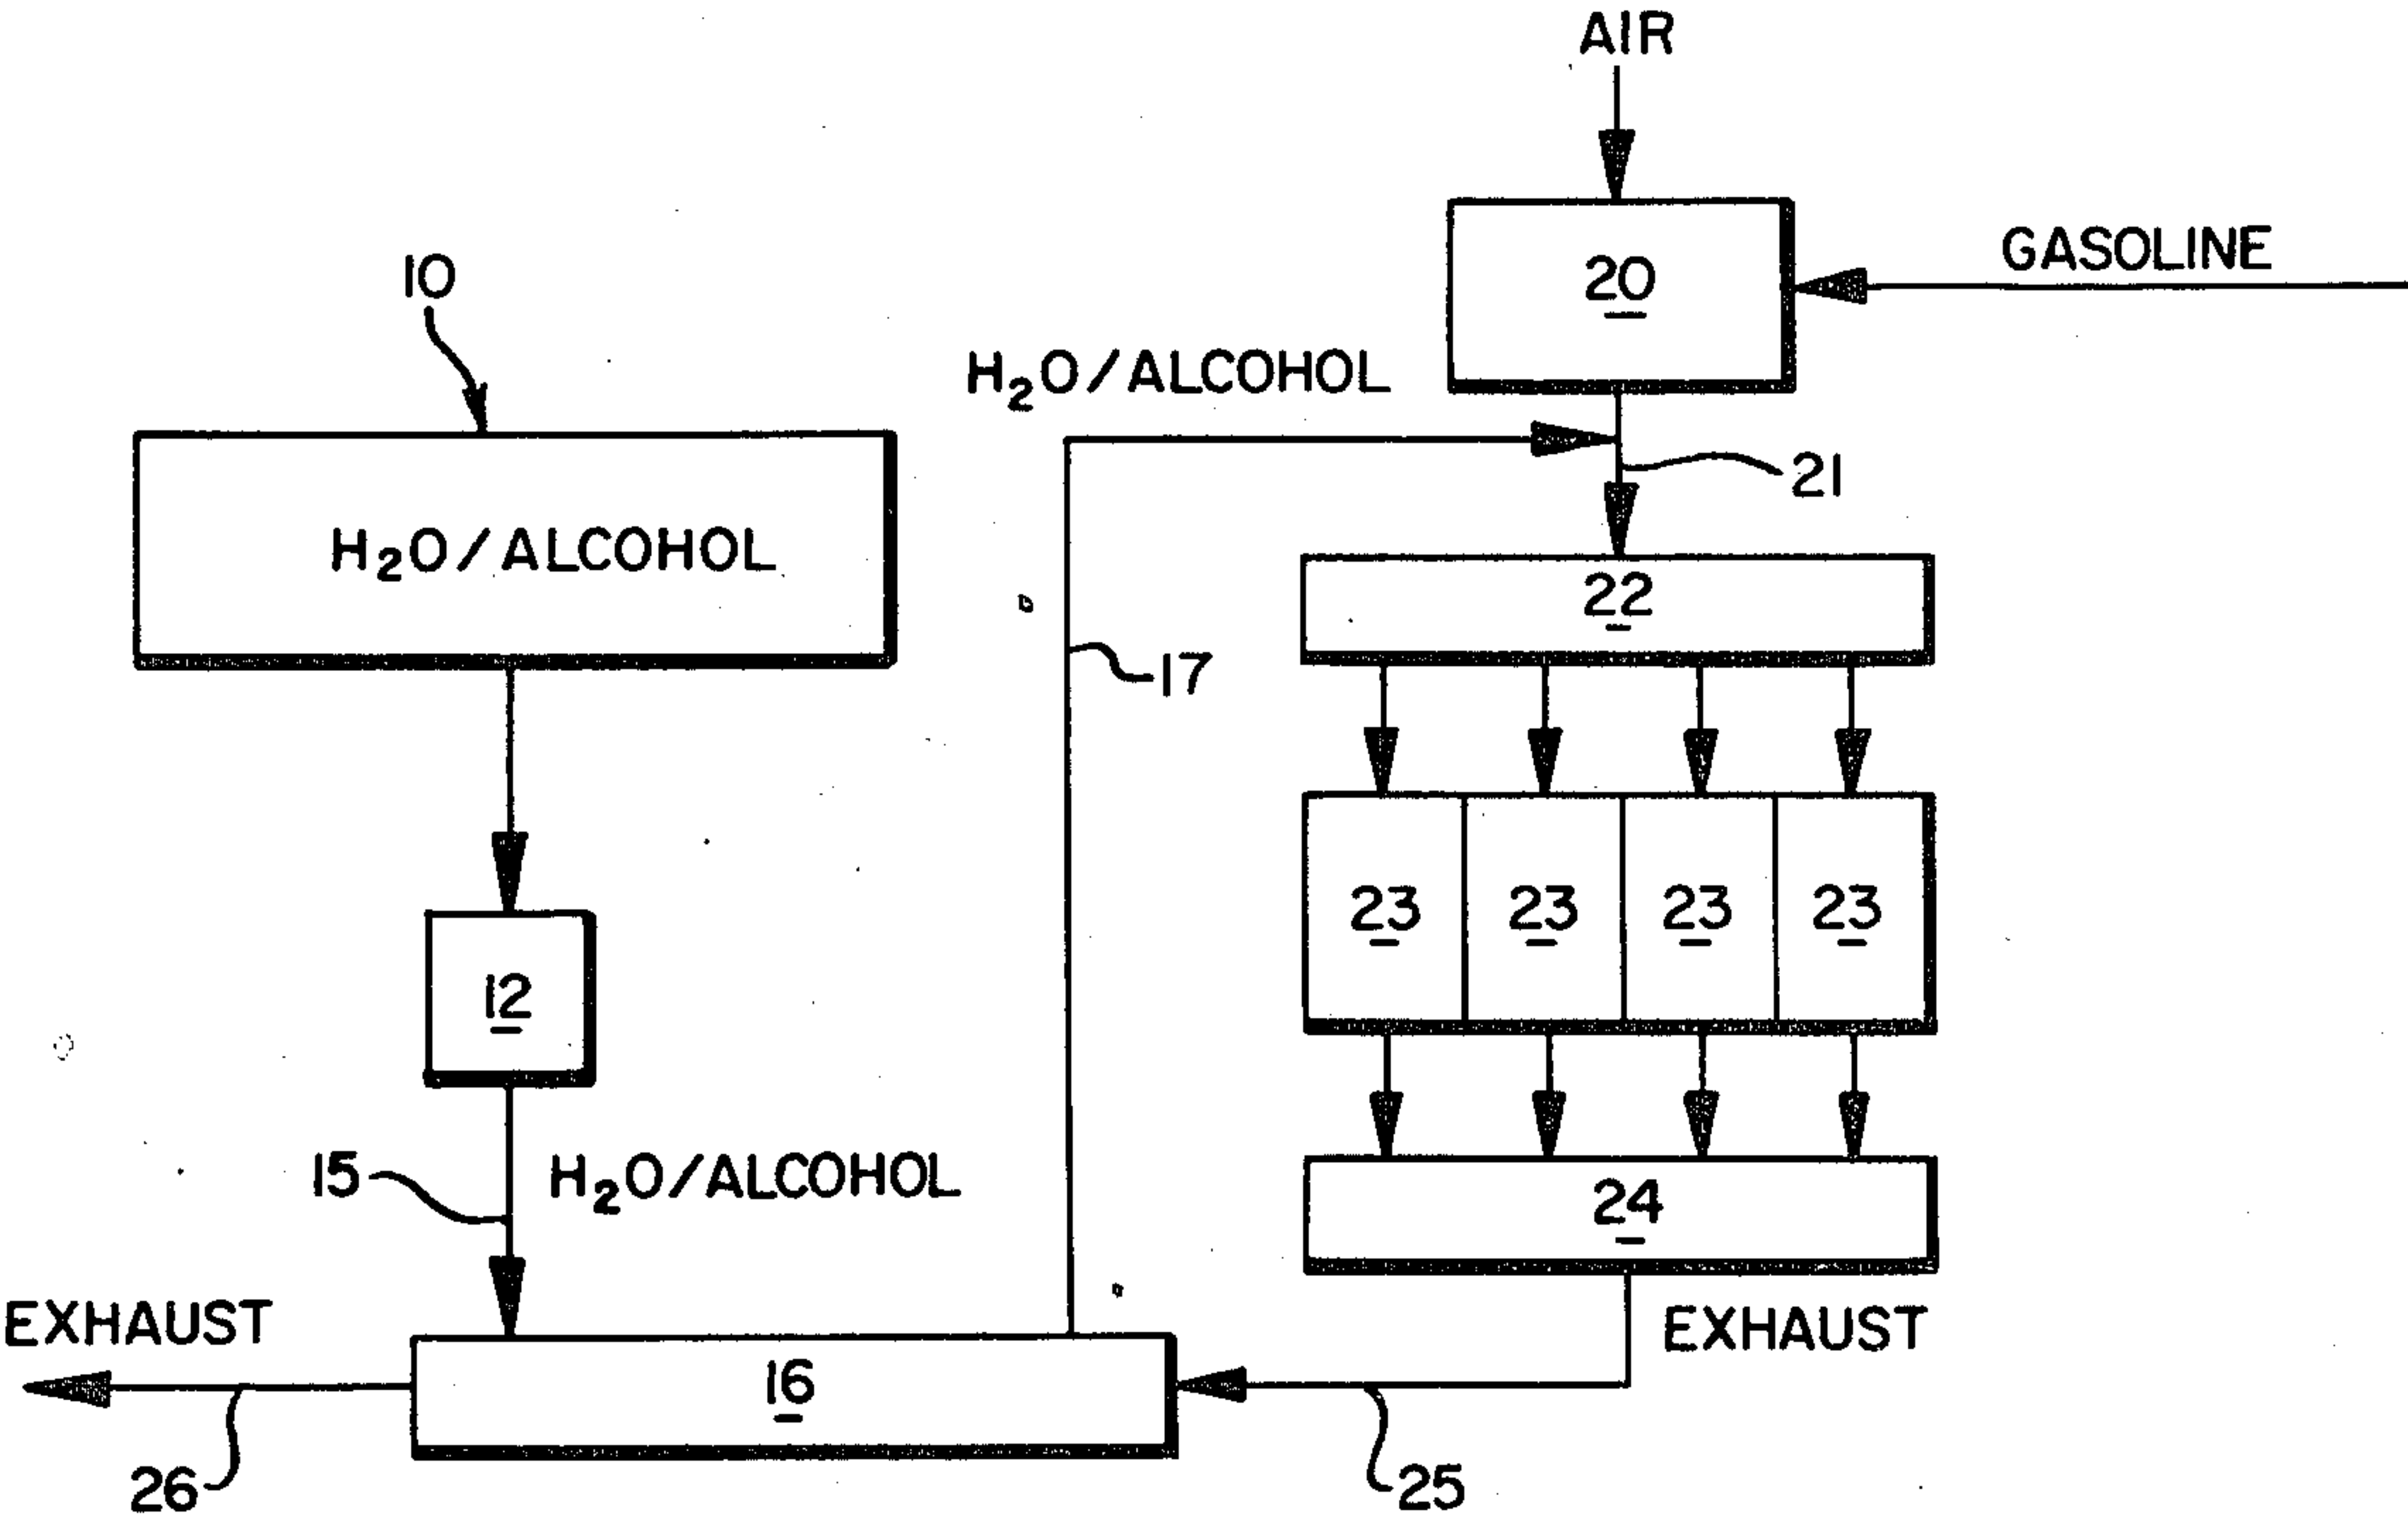 AIR
20
GASOLINE
10
H₂O/ALCOHOL
21
H₂O/ALCOHOL
22
17
23 23 23 23
12
15
H₂O/ALCOHOL
24
EXHAUST
EXHAUST
16
26
25